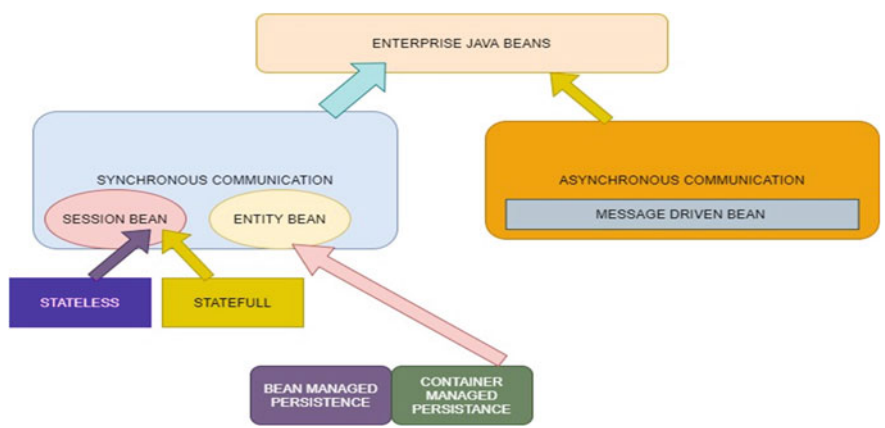 ENTERPRISE JAVA BEANS
SYNCHRONOUS COMMUNICATION
SESSION BEAN
ENTITY BEAN
ASYNCHRONOUS COMMUNICATION
MESSAGE DRIVEN BEAN
STATELESS
STATEFULL
BEAN MANAGED
PERSISTENCE
CONTAINER
MANAGED
PERSISTANCE